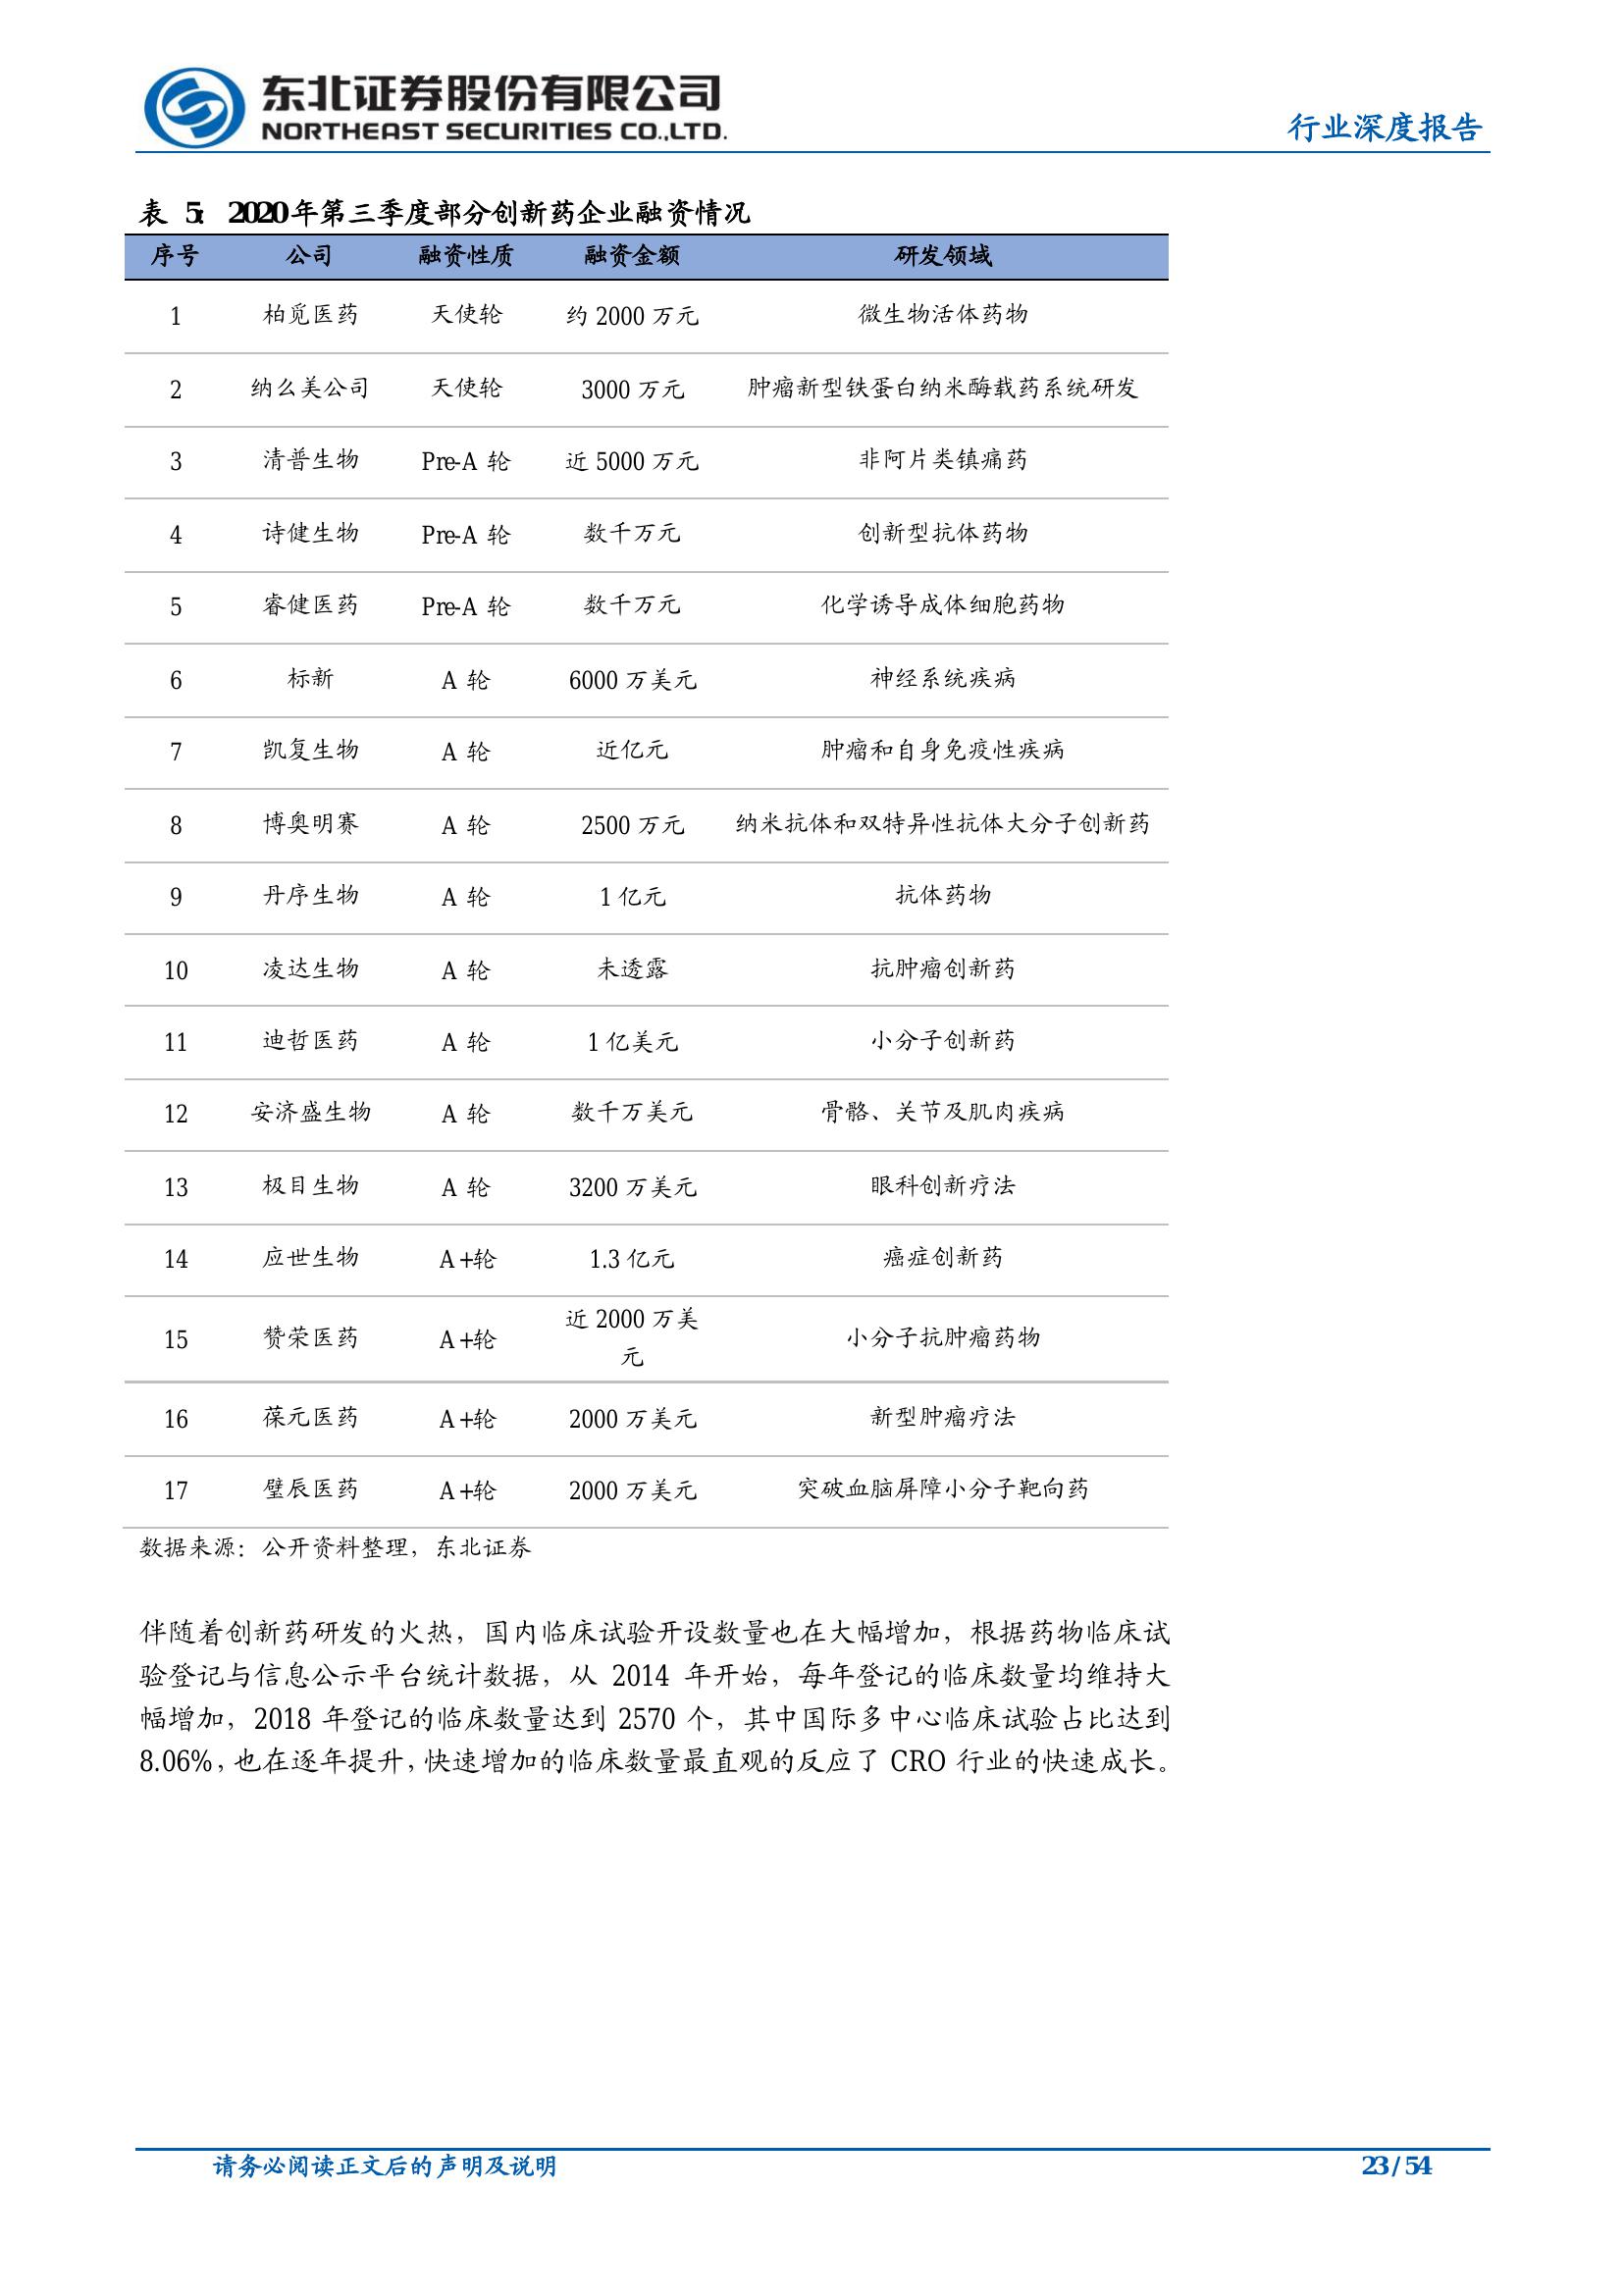 东北证券股份有限公司
NORTHEAST SECURITIES CO.,LTD.
行业深度报告
表 5: 2020年第三季度部分创新药企业融资情况
序号 公司 融资性质 融资金额 研发领域
1 柏觅医药 天使轮 约 2000 万元 微生物活体药物
2 纳么美公司 天使轮 3000 万元 肿瘤新型铁蛋白纳米酶载药系统研发
3 清普生物 Pre-A 轮 近 5000 万元 非阿片类镇痛药
4 诗健生物 Pre-A 轮 数千万元 创新型抗体药物
5 睿健医药 Pre-A 轮 数千万元 化学诱导成体细胞药物
6 标新 A 轮 6000 万美元 神经系统疾病
7 凯复生物 A 轮 近亿元 肿瘤和自身免疫性疾病
8 博奥明赛 A 轮 2500 万元 纳米抗体和双特异性抗体大分子创新药
9 丹序生物 A 轮 1 亿元 抗体药物
10 凌达生物 A 轮 未透露 抗肿瘤创新药
11 迪哲医药 A 轮 1 亿美元 小分子创新药
12 安济盛生物 A 轮 数千万美元 骨骼、关节及肌肉疾病
13 极目生物 A 轮 3200 万美元 眼科创新疗法
14 应世生物 A+轮 1.3 亿元 癌症创新药
15 赞荣医药 A+轮 近 2000 万美 小分子抗肿瘤药物
元
16 葆元医药 A+轮 2000 万美元 新型肿瘤疗法
17 璧辰医药 A+轮 2000 万美元 突破血脑屏障小分子靶向药
数据来源：公开资料整理，东北证券
伴随着创新药研发的火热，国内临床试验开设数量也在大幅增加，根据药物临床试
验登记与信息公示平台统计数据，从 2014 年开始，每年登记的临床数量均维持大
幅增加，2018 年登记的临床数量达到 2570 个，其中国际多中心临床试验占比达到
8.06%，也在逐年提升，快速增加的临床数量最直观的反应了 CRO 行业的快速成长。
请务必阅读正文后的声明及说明
23 / 54